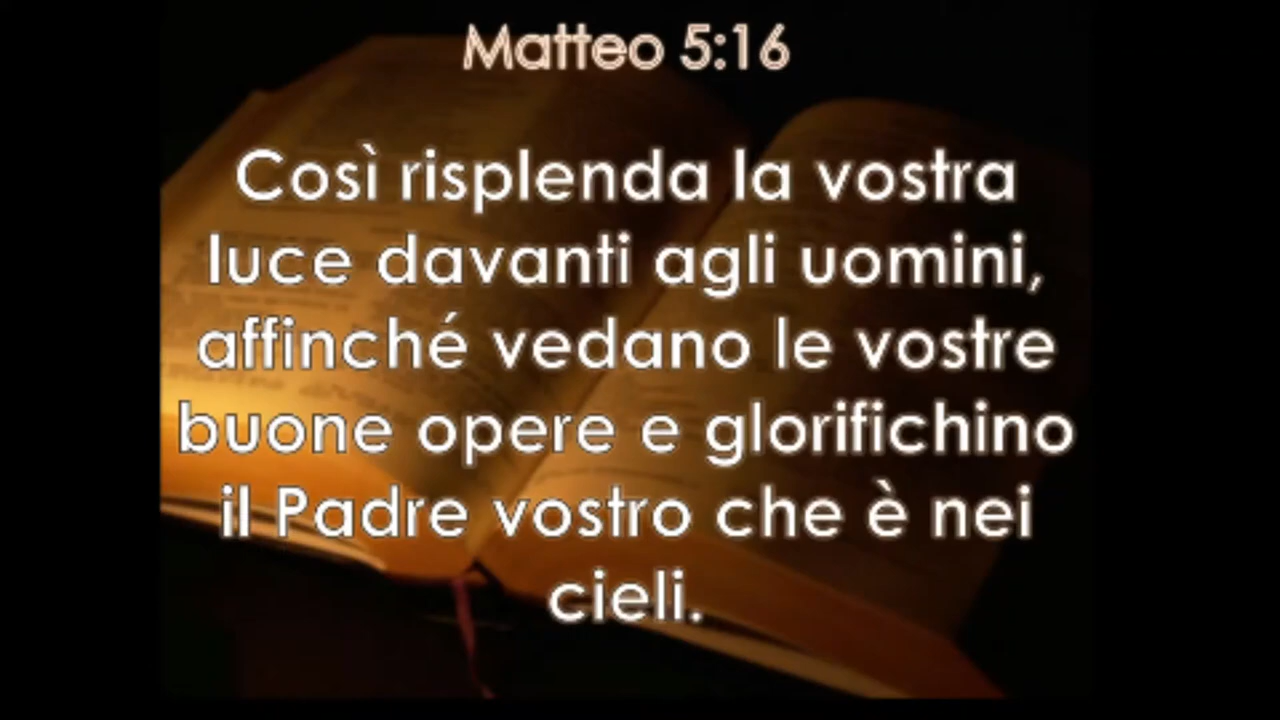 Matteo 5:16
Così risplenda la vostra
luce davanti agli uomini,
affinché vedano le vostre
buone opere e glorifichino
il Padre vostro che è nei
cieli.